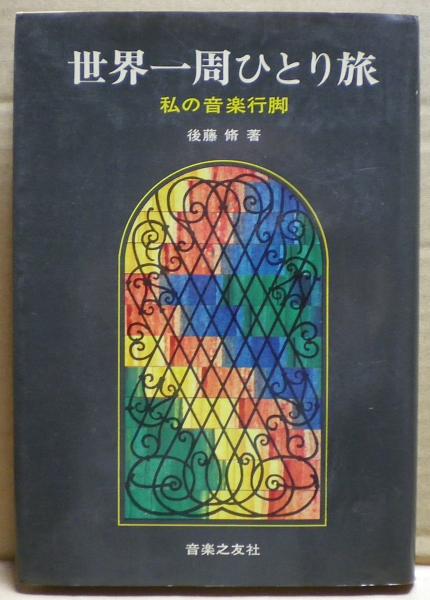 世界一周ひとり旅
私の音楽行脚
後藤 脩 著
音楽之友社